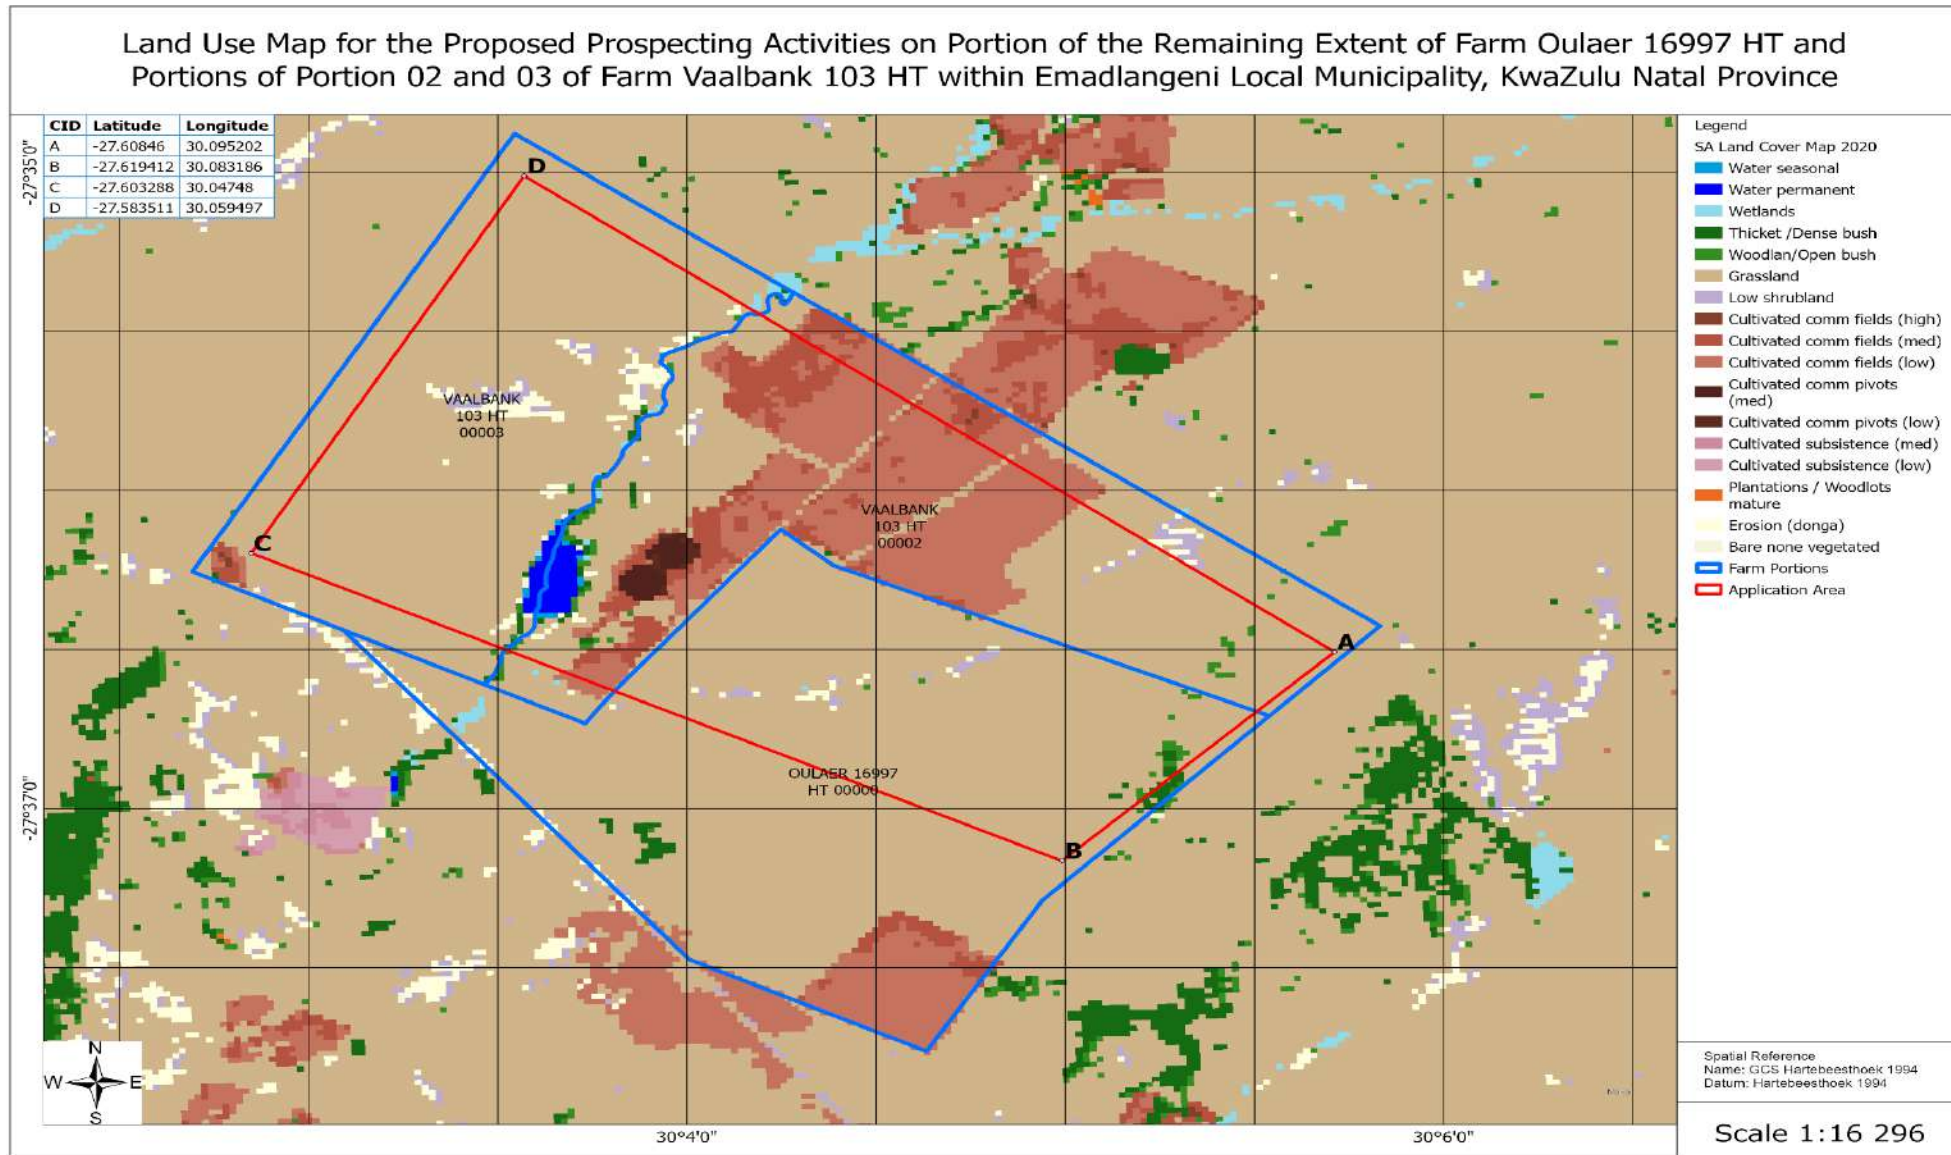 Land Use Map for the Proposed Prospecting Activities on Portion of the Remaining Extent of Farm Oulaer 16997 HT and
Portions of Portion 02 and 03 of Farm Vaalbank 103 HT within Emadlangeni Local Municipality, KwaZulu Natal Province
CID Latitude Longitude
A -27.60846 30.095202
B -27.619412 30.083186
C -27.603288 30.04748
D -27.583511 30.059497
-27°35'0"
-27°37'0"
D
C
A
B
VAALBANK
103 HT
00003
VAALBANK
103 HT
00002
OULAER 16997
HT 00000
N
W E
S
30°4'0"
30°6'0"
Legend
SA Land Cover Map 2020
Water seasonal
Water permanent
Wetlands
Thicket /Dense bush
Woodlan/Open bush
Grassland
Low shrubland
Cultivated comm fields (high)
Cultivated comm fields (med)
Cultivated comm fields (low)
Cultivated comm pivots
(med)
Cultivated comm pivots (low)
Cultivated subsistence (med)
Cultivated subsistence (low)
Plantations / Woodlots
mature
Erosion (donga)
Bare none vegetated
Farm Portions
Application Area
Spatial Reference
Name: GCS Hartebeesthoek 1994
Datum: Hartebeesthoek 1994
Scale 1:16 296